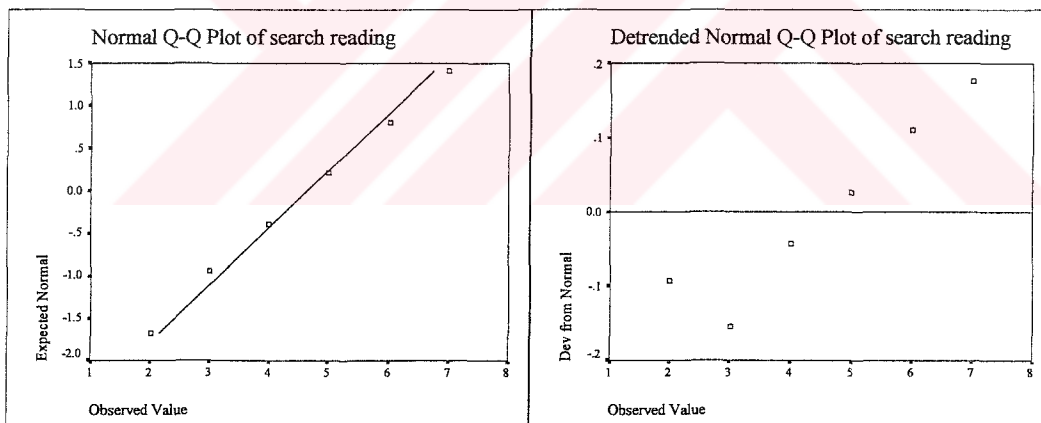 Normal Q-Q Plot of search reading
1.5
1.0
.5
0.0
-.5
-1.0
-1.5
-2.0
Expected Normal
1 2 3 4 5 6 7 8
Observed Value
Detrended Normal Q-Q Plot of search reading
.2
.1
0.0
-.1
-.2
Dev from Normal
1 2 3 4 5 6 7 8
Observed Value